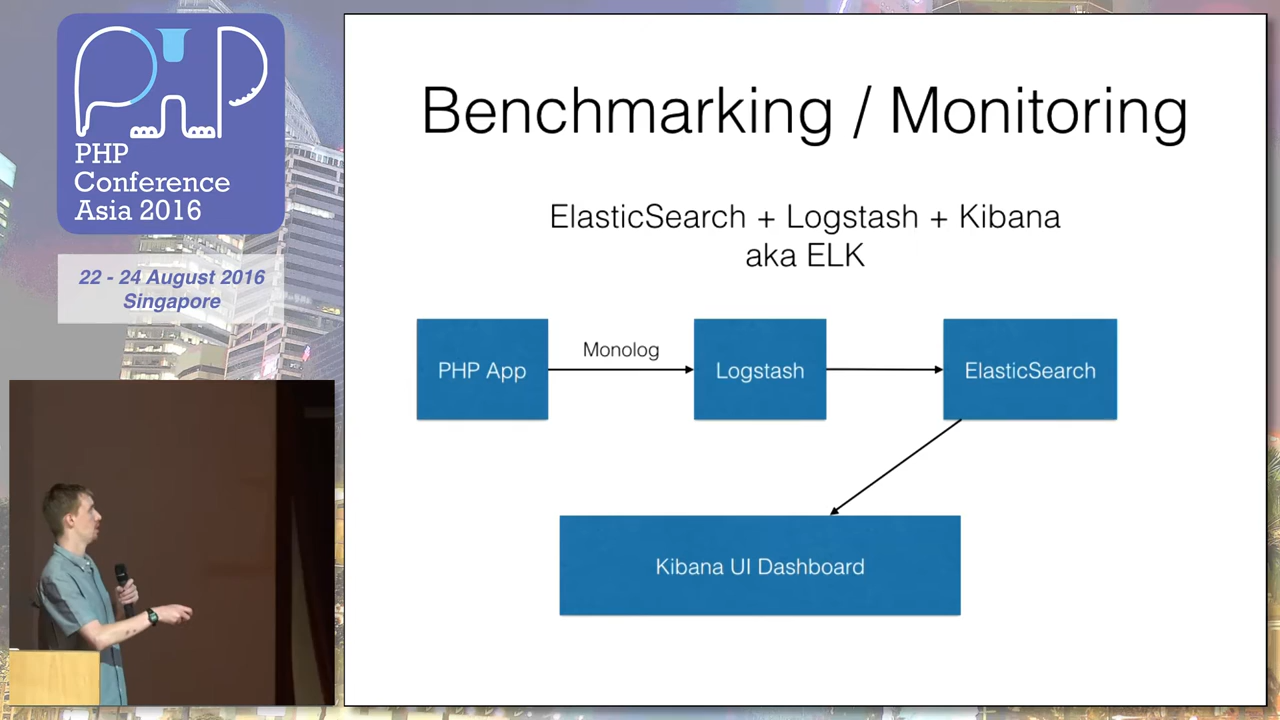 PHP
Conference
Asia 2016
22 - 24 August 2016
Singapore
Benchmarking / Monitoring
ElasticSearch + Logstash + Kibana
aka ELK
PHP App
Monolog
Logstash
ElasticSearch
Kibana UI Dashboard